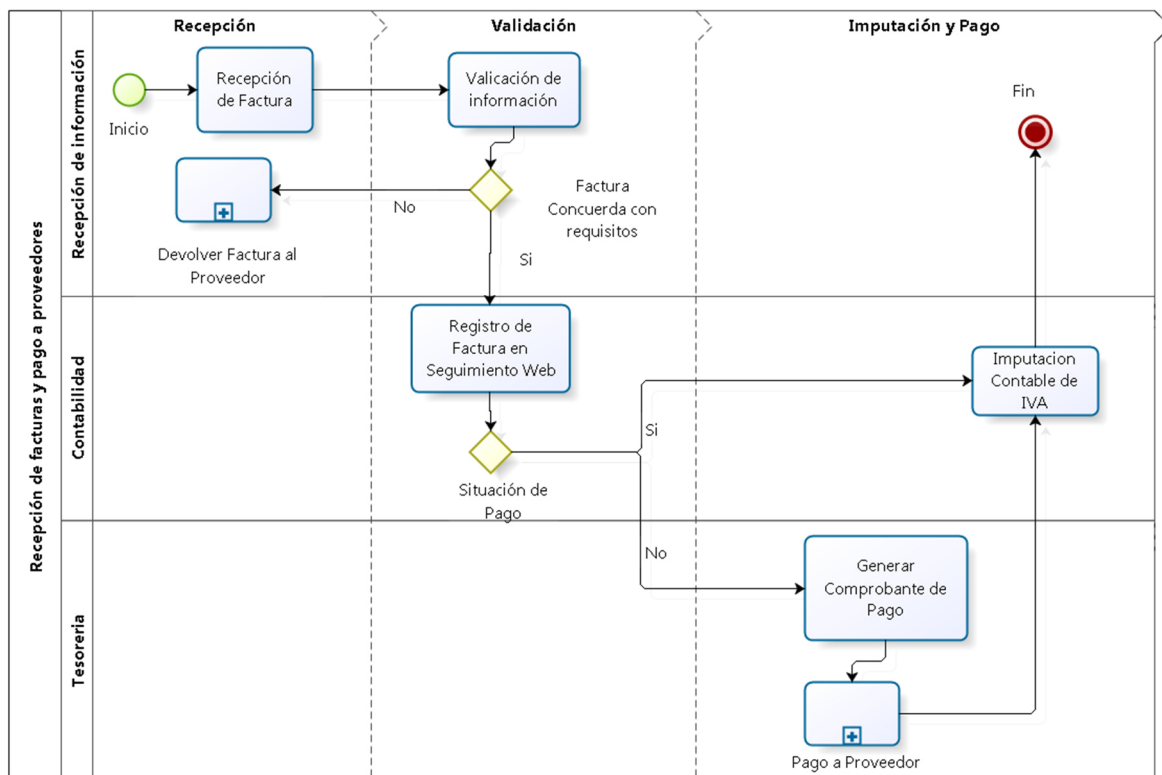 Recepción
Validación
Imputación y Pago
Recepción de facturas y pago a proveedores
Recepción de información
Inicio
Recepción
de Factura
Valicación de
información
Fin
Factura
Concuerda con
requisitos
No
Devolver Factura al
Proveedor
Si
Contabilidad
Registro de
Factura en
Seguimiento Web
Imputacion
Contable de
IVA
Si
Situación de
Pago
Tesoreria
No
Generar
Comprobante de
Pago
Pago a Proveedor